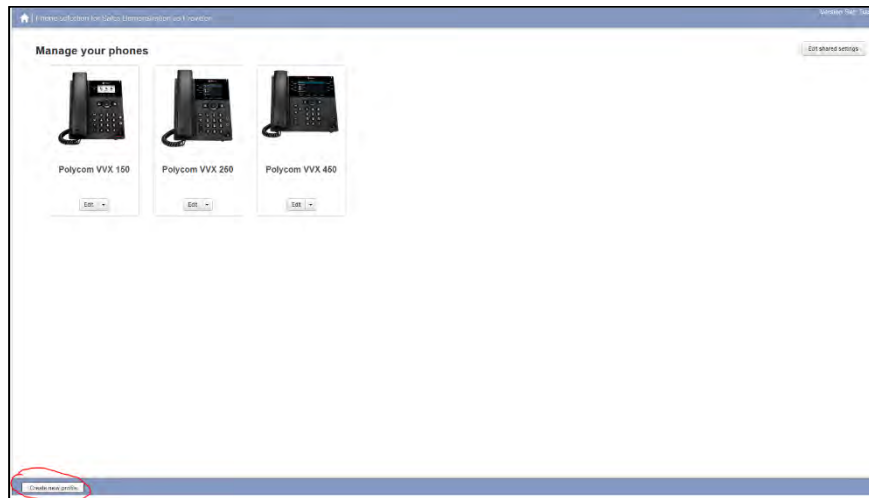 Manage your phones
Edit shared settings
Polycom VVX 150
Polycom VVX 250
Polycom VVX 450
Edit
Edit
Edit
Create new profile